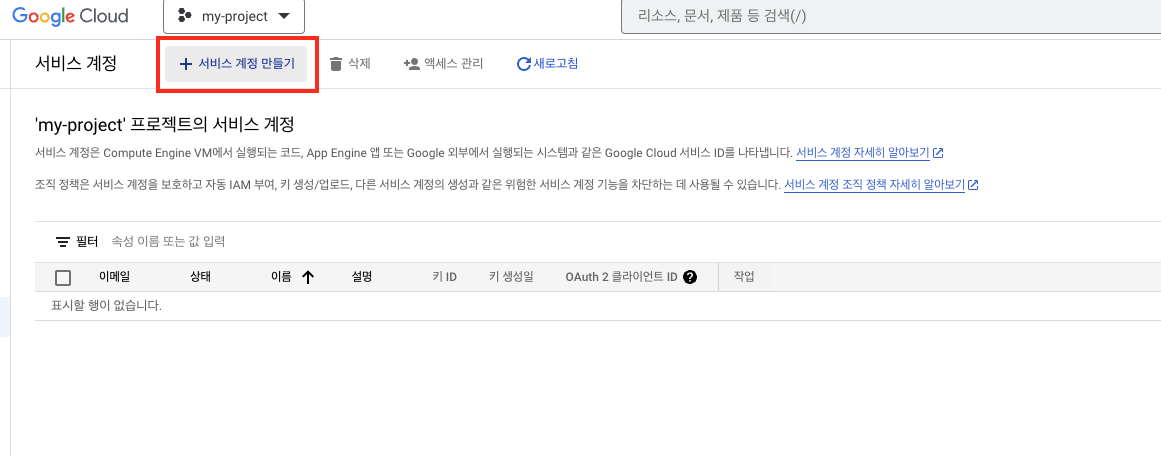 Google Cloud my-project 리소스, 문서, 제품 등 검색(/)
서비스 계정 서비스 계정 만들기 삭제 액세스 관리 새로고침
'my-project' 프로젝트의 서비스 계정
서비스 계정은 Compute Engine VM에서 실행되는 코드, App Engine 앱 또는 Google 외부에서 실행되는 시스템과 같은 Google Cloud 서비스 ID를 나타냅니다. 서비스 계정 자세히 알아보기
조직 정책은 서비스 계정을 보호하고 자동 IAM 부여, 키 생성/업로드, 다른 서비스 계정의 생성과 같은 위험한 서비스 계정 기능을 차단하는 데 사용될 수 있습니다. 서비스 계정 조직 정책 자세히 알아보기
필터 속성 이름 또는 값 입력
이메일 상태 이름 설명 키 ID 키 생성일 OAuth 2 클라이언트 ID 작업
표시할 행이 없습니다.